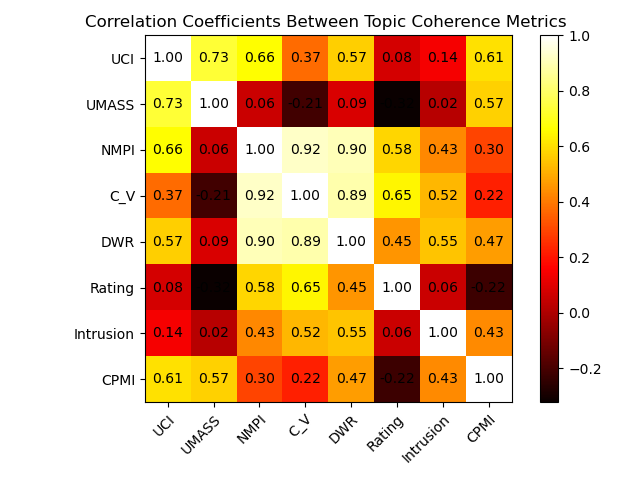 Correlation Coefficients Between Topic Coherence Metrics
UCI 1.00 0.73 0.66 0.37 0.57 0.08 0.14 0.61
UMASS 0.73 1.00 0.06 -0.21 0.09 0.02 0.57
NMPI 0.66 0.06 1.00 0.92 0.90 0.58 0.43 0.30
C_V 0.37 -0.21 0.92 1.00 0.89 0.65 0.52 0.22
DWR 0.57 0.09 0.90 0.89 1.00 0.45 0.55 0.47
Rating 0.08 0.58 0.65 0.45 1.00 0.06 -0.22
Intrusion 0.14 0.02 0.43 0.52 0.55 0.06 1.00 0.43
CPMI 0.61 0.57 0.30 0.22 0.47 -0.22 0.43 1.00
UCI UMASS NMPI C_V DWR Rating Intrusion CPMI
1.0
0.8
0.6
0.4
0.2
0.0
−0.2